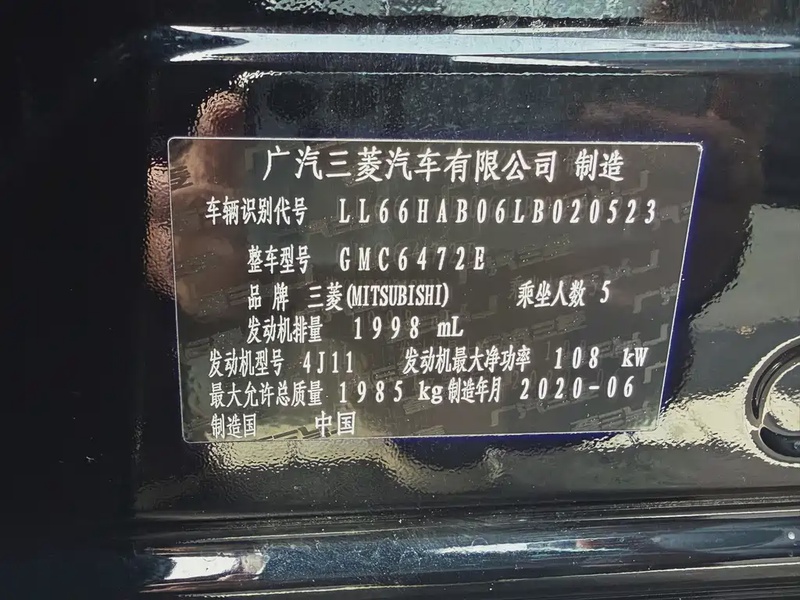 广汽三菱汽车有限公司 制造
车辆识别代号 LL66HAB06LB020523
整车型号 GMC6472E
品牌 三菱(MITSUBISHI) 乘坐人数 5
发动机排量 1998 mL
发动机型号 4J11 发动机最大净功率 108 kW
最大允许总质量 1985 kg 制造年月 2020-06
制造国 中国